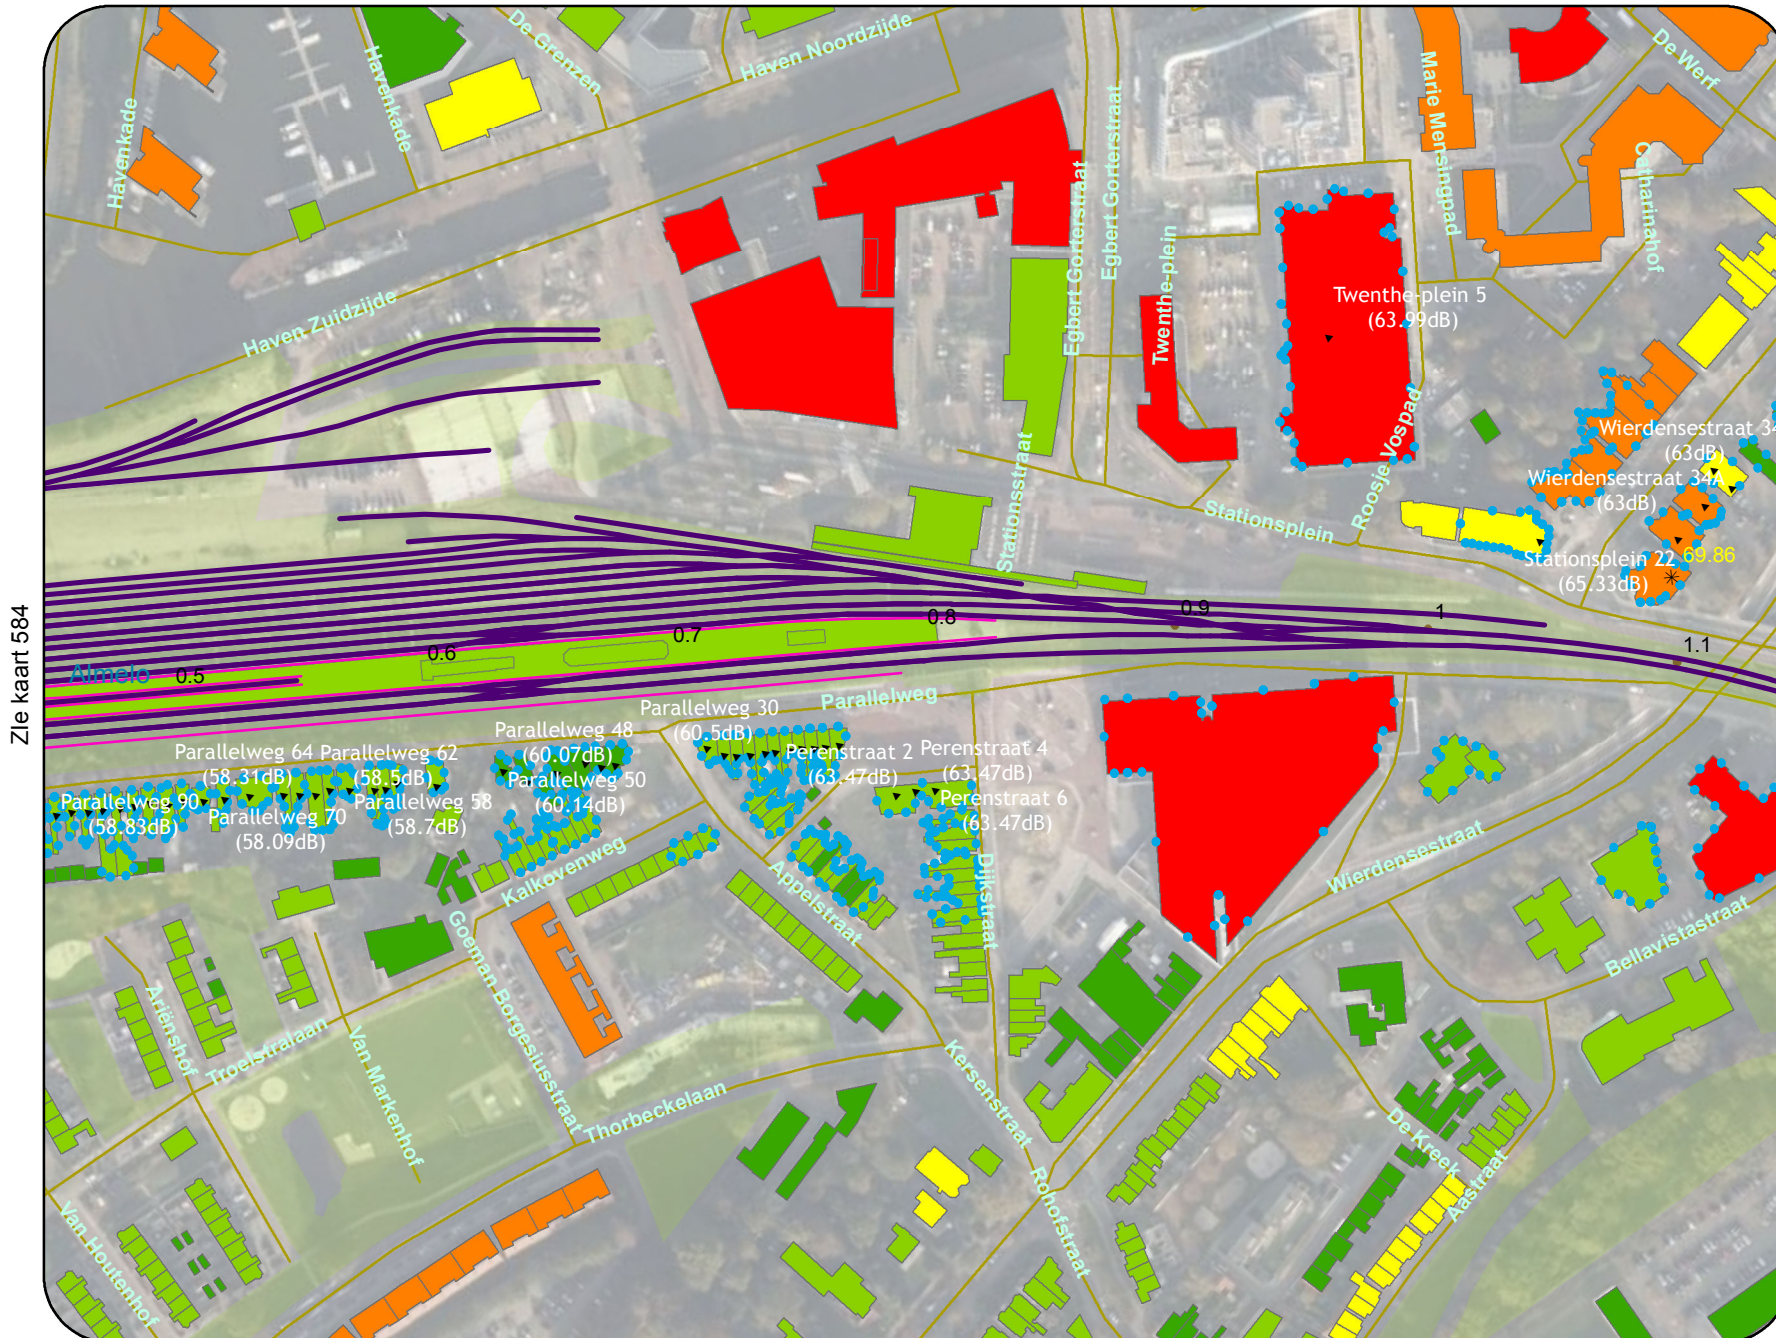 De Grenzen
Haven Noordzijde
Havenkade
Havenkade
De Werf
Marie Mensingpad
Catharinahof
Egbert Gorterstraat
Egbert Gorterstraat
Twenthe-plein
Haven Zuidzijde
Twenthe-plein 5
(63.99dB)
Roosje Vospad
Wierdensestraat 34
(63dB)
Wierdensestraat 34A
(63dB)
Stationsstraat
Stationsplein
Stationsplein 22
(65.33dB)
69.86
ZIe kaart 584
Almelo
0.5
0.6
0.7
0.8
0.9
1
1.1
Parallelweg
Parallelweg 30
(60.5dB)
Parallelweg 48
(60.07dB)
Parallelweg 64
(58.31dB)
Parallelweg 62
(58.5dB)
Perenstraat 2
(63.47dB)
Perenstraat 4
(63.47dB)
Parallelweg 50
(60.14dB)
Perenstraat 6
(63.47dB)
Parallelweg 90
(58.83dB)
Parallelweg 70
(58.09dB)
Parallelweg 58
(58.7dB)
Kalkovenweg
Appelstraat
Dijkstraat
Wierdensestraat
Bellavistastraat
Goeman Borgesiusstraat
Ariënshof
Troelstralaan
Van Markenhof
Thorbeckelaan
Kersenstraat
Rohofstraat
De Kreek
Aastraat
Van Houtenhof